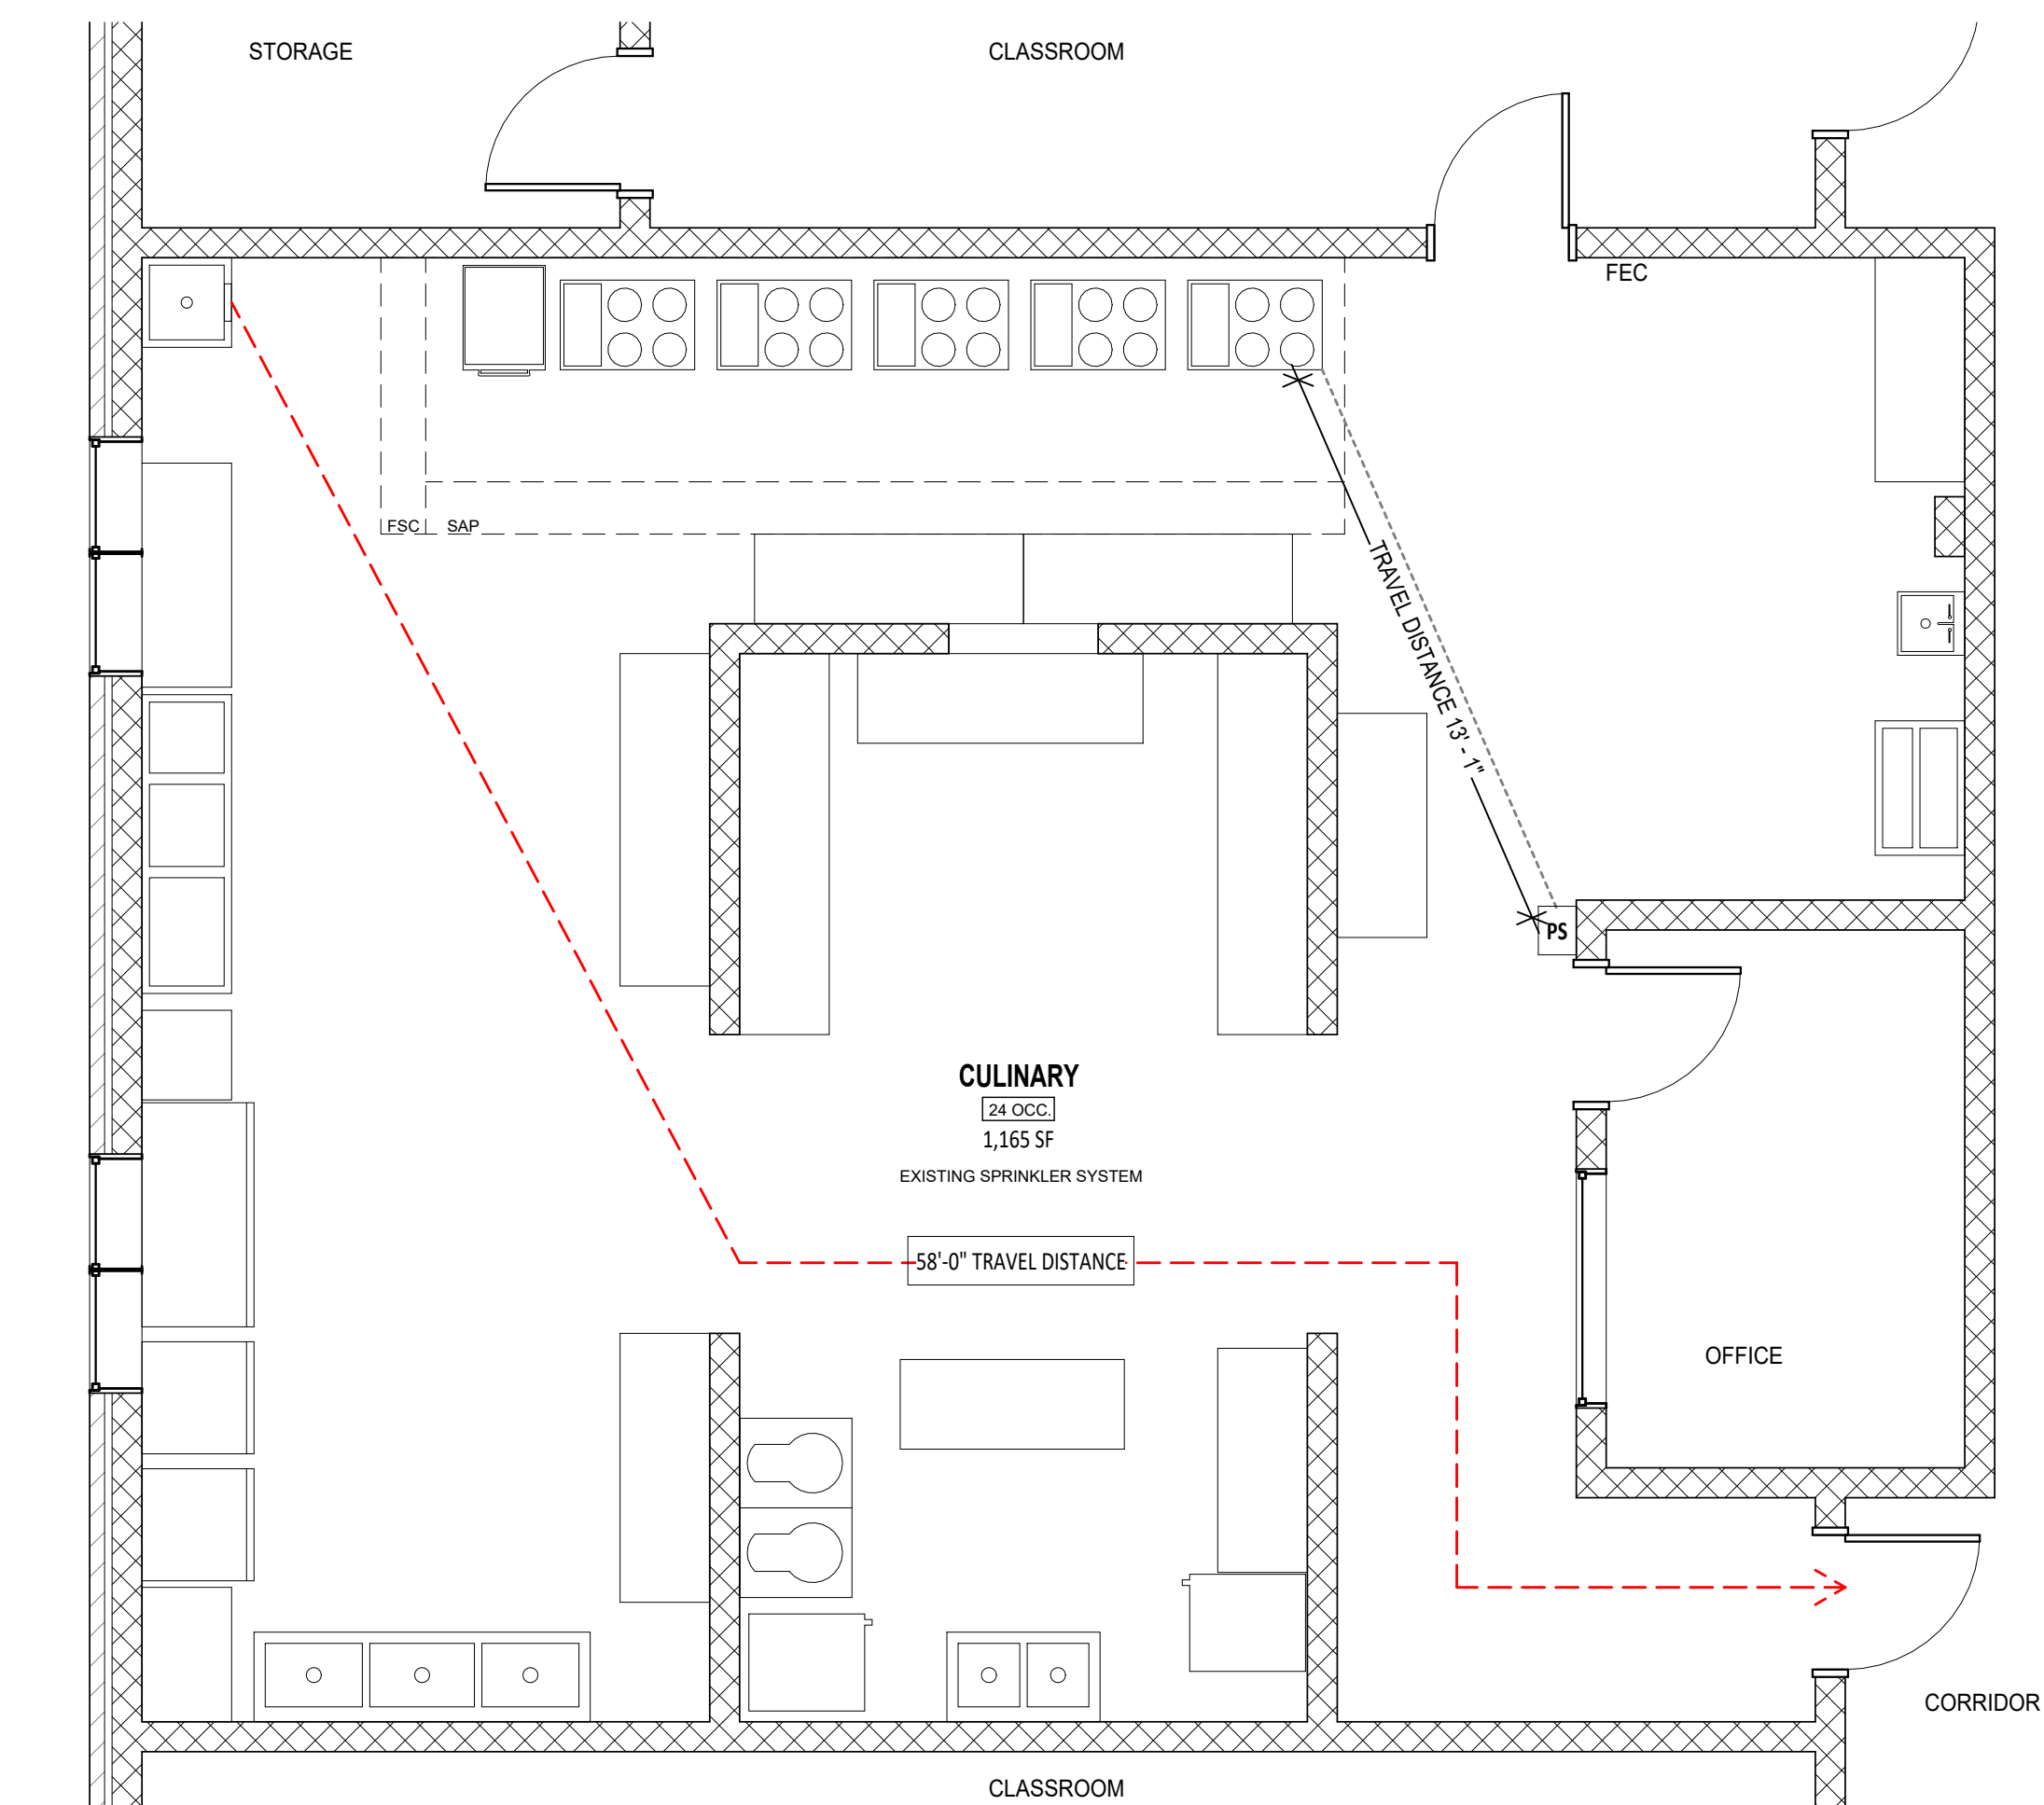 STORAGE
CLASSROOM
FEC
FSC
SAP
TRAVEL DISTANCE 13' - 1"
PS
CULINARY
24 OCC.
1,165 SF
EXISTING SPRINKLER SYSTEM
58'-0" TRAVEL DISTANCE
OFFICE
CORRIDOR
CLASSROOM